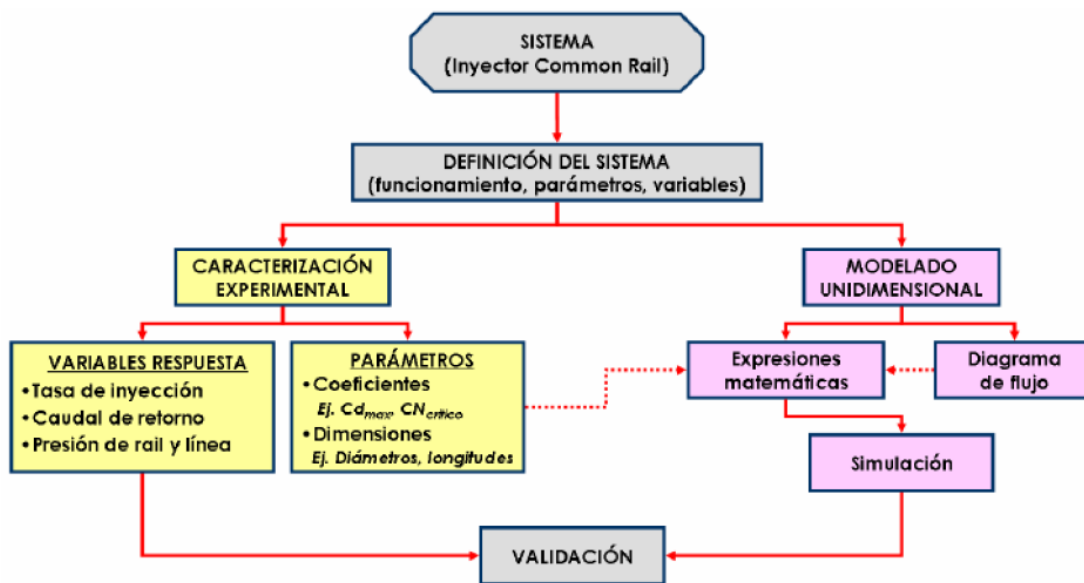 SISTEMA
(Inyector Common Rail)
DEFINICIÓN DEL SISTEMA
(funcionamiento, parámetros, variables)
CARACTERIZACIÓN
EXPERIMENTAL
MODELADO
UNIDIMENSIONAL
VARIABLES RESPUESTA
•Tasa de inyección
•Caudal de retorno
•Presión de rail y línea
PARÁMETROS
•Coeficientes
Ej. Cdmax, CNcrítico
•Dimensiones
Ej. Diámetros, longitudes
Expresiones
matemáticas
Diagrama
de flujo
Simulación
VALIDACIÓN